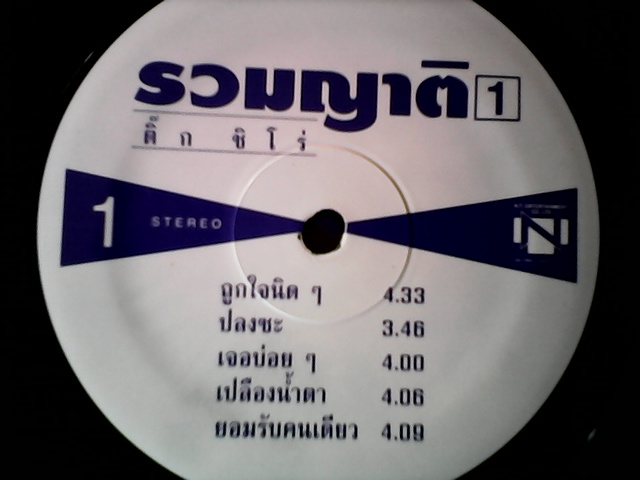 รวมญาติ 1
ติ๊ก ชิโร่
1 STEREO
ถูกใจนิด ๆ 4.33
ปลงซะ 3.46
เจอบ่อย ๆ 4.00
เปลืองน้ำตา 4.06
ยอมรับคนเดียว 4.09